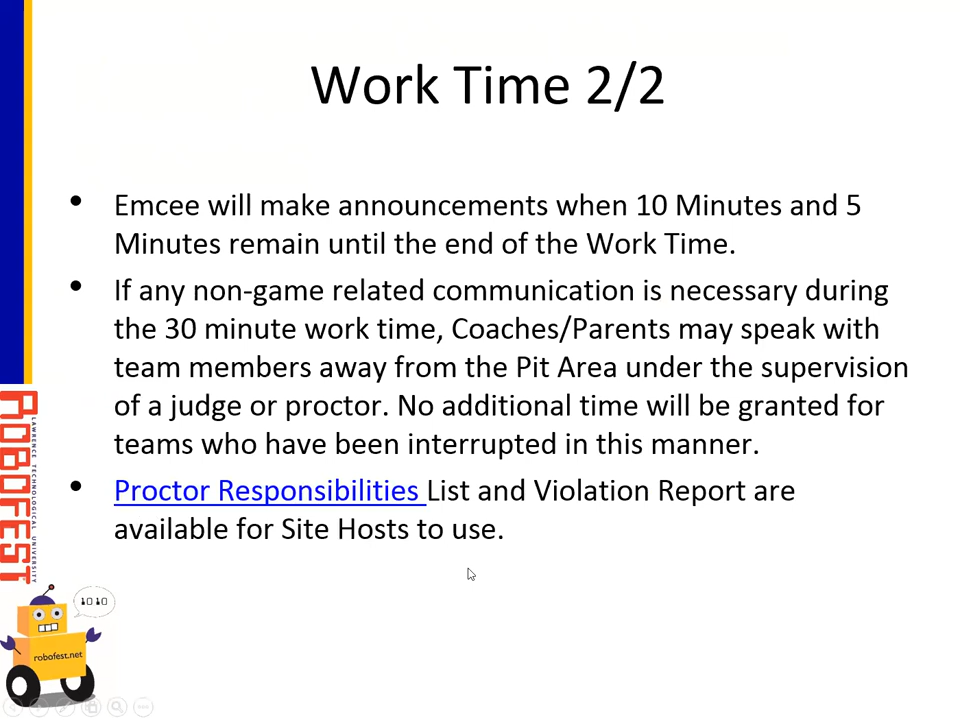 Work Time 2/2
• Emcee will make announcements when 10 Minutes and 5
Minutes remain until the end of the Work Time.
• If any non-game related communication is necessary during
the 30 minute work time, Coaches/Parents may speak with
team members away from the Pit Area under the supervision
of a judge or proctor. No additional time will be granted for
teams who have been interrupted in this manner.
• Proctor Responsibilities List and Violation Report are
available for Site Hosts to use.
ROBOFEST
LAWRENCE TECHNOLOGICAL UNIVERSITY
1010
robofest.net